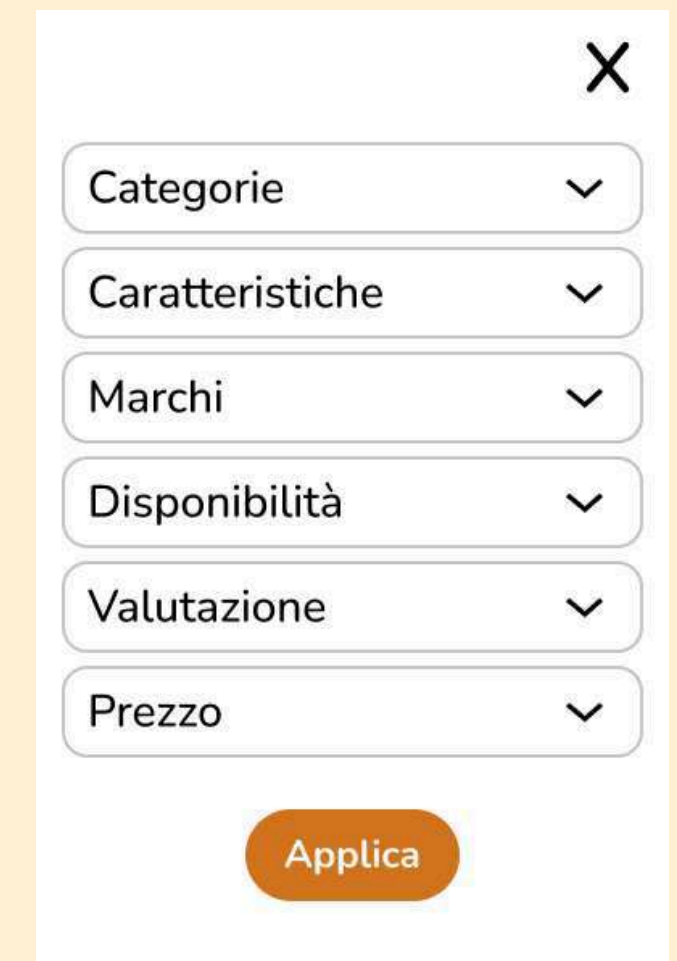 X
Categorie
Caratteristiche
Marchi
Disponibilità
Valutazione
Prezzo
Applica